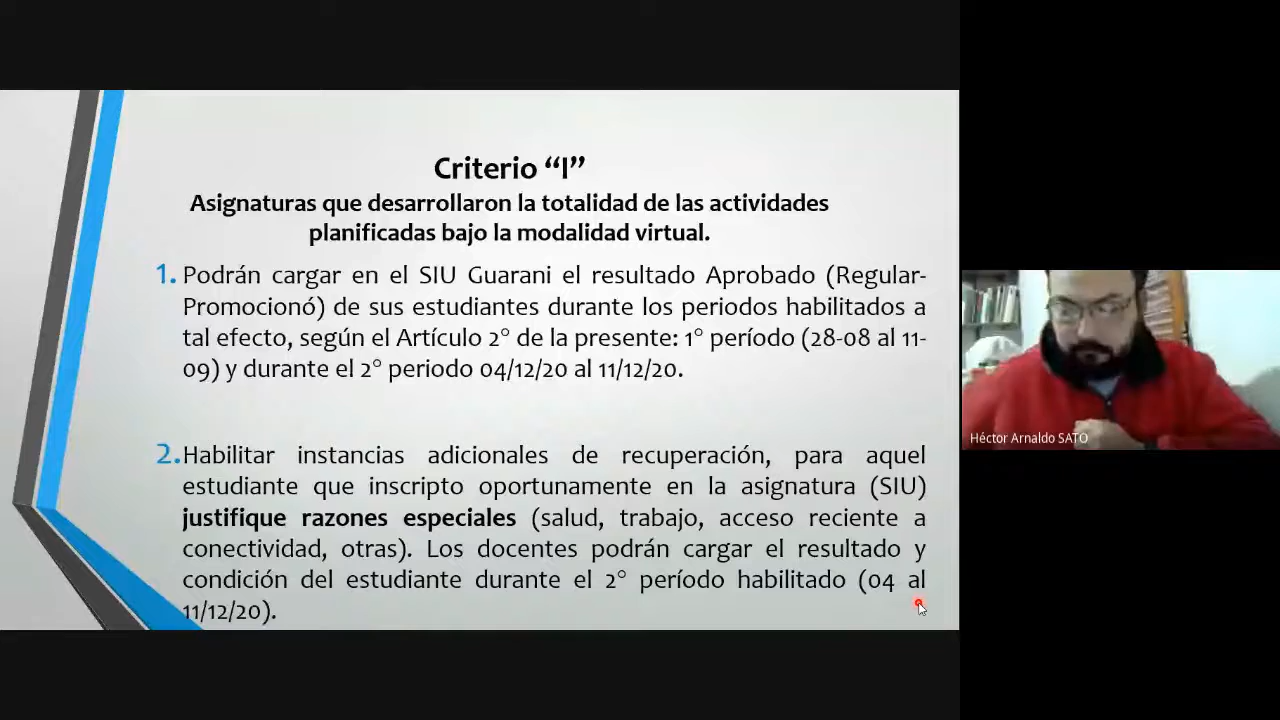 Criterio “I”
Asignaturas que desarrollaron la totalidad de las actividades
planificadas bajo la modalidad virtual.
1. Podrán cargar en el SIU Guarani el resultado Aprobado (Regular-
Promocionó) de sus estudiantes durante los periodos habilitados a
tal efecto, según el Artículo 2° de la presente: 1° período (28-08 al 11-
09) y durante el 2° periodo 04/12/20 al 11/12/20.
2. Habilitar instancias adicionales de recuperación, para aquel
estudiante que inscripto oportunamente en la asignatura (SIU)
justifique razones especiales (salud, trabajo, acceso reciente a
conectividad, otras). Los docentes podrán cargar el resultado y
condición del estudiante durante el 2° período habilitado (04 al
11/12/20).
Héctor Arnaldo SATO